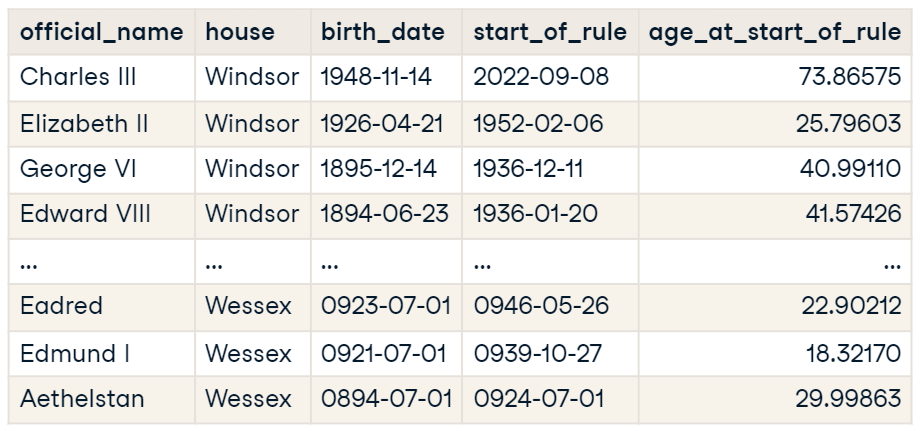 official_name house birth_date start_of_rule age_at_start_of_rule
Charles III Windsor 1948-11-14 2022-09-08 73.86575
Elizabeth II Windsor 1926-04-21 1952-02-06 25.79603
George VI Windsor 1895-12-14 1936-12-11 40.99110
Edward VIII Windsor 1894-06-23 1936-01-20 41.57426
... ... ... ... ...
Eadred Wessex 0923-07-01 0946-05-26 22.90212
Edmund I Wessex 0921-07-01 0939-10-27 18.32170
Aethelstan Wessex 0894-07-01 0924-07-01 29.99863